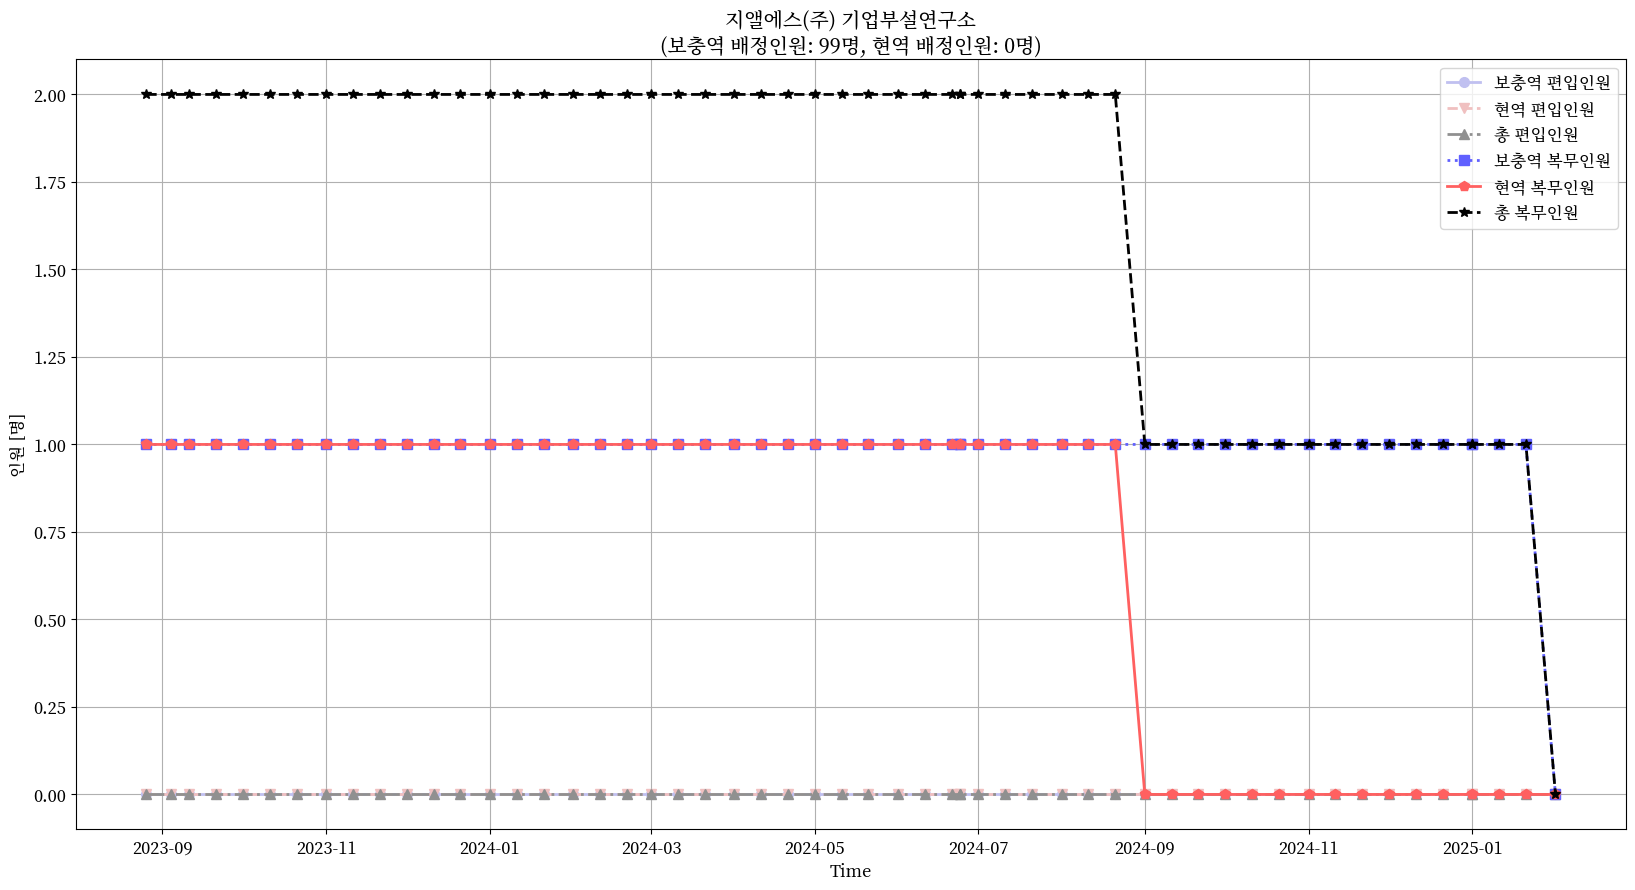 지앨에스(주) 기업부설연구소
(보충역 배정인원: 99명, 현역 배정인원: 0명)
보충역 편입인원
현역 편입인원
총 편입인원
보충역 복무인원
현역 복무인원
총 복무인원
인원 [명]
2.00
1.75
1.50
1.25
1.00
0.75
0.50
0.25
0.00
2023-09
2023-11
2024-01
2024-03
2024-05
2024-07
2024-09
2024-11
2025-01
Time